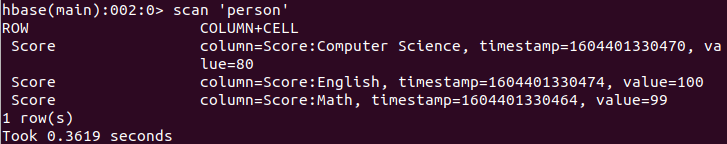 hbase(main):002:0> scan 'person'
ROW                   COLUMN+CELL
 Score                column=Score:Computer Science, timestamp=1604401330470, va
                      lue=80
 Score                column=Score:English, timestamp=1604401330474, value=100
 Score                column=Score:Math, timestamp=1604401330464, value=99
1 row(s)
Took 0.3619 seconds